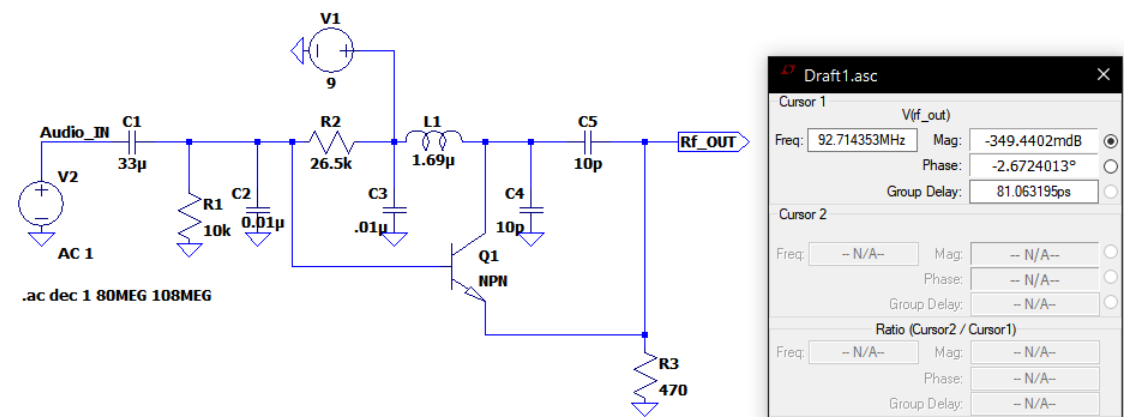 V1
9
Audio_IN
C1
33µ
R2
26.5k
L1
1.69µ
C5
10p
Rf_OUT
V2
AC 1
R1
10k
C2
0.01µ
C3
.01µ
C4
10p
Q1
NPN
R3
470
.ac dec 1 80MEG 108MEG
Draft1.asc
Cursor 1
V(rf_out)
Freq: 92.714353MHz Mag: -349.4402mdB
Phase: -2.6724013°
Group Delay: 81.063195ps
Cursor 2
Freq: -- N/A-- Mag: -- N/A--
Phase: -- N/A--
Group Delay: -- N/A--
Ratio (Cursor2 / Cursor1)
Freq: -- N/A-- Mag: -- N/A--
Phase: -- N/A--
Group Delay: -- N/A--